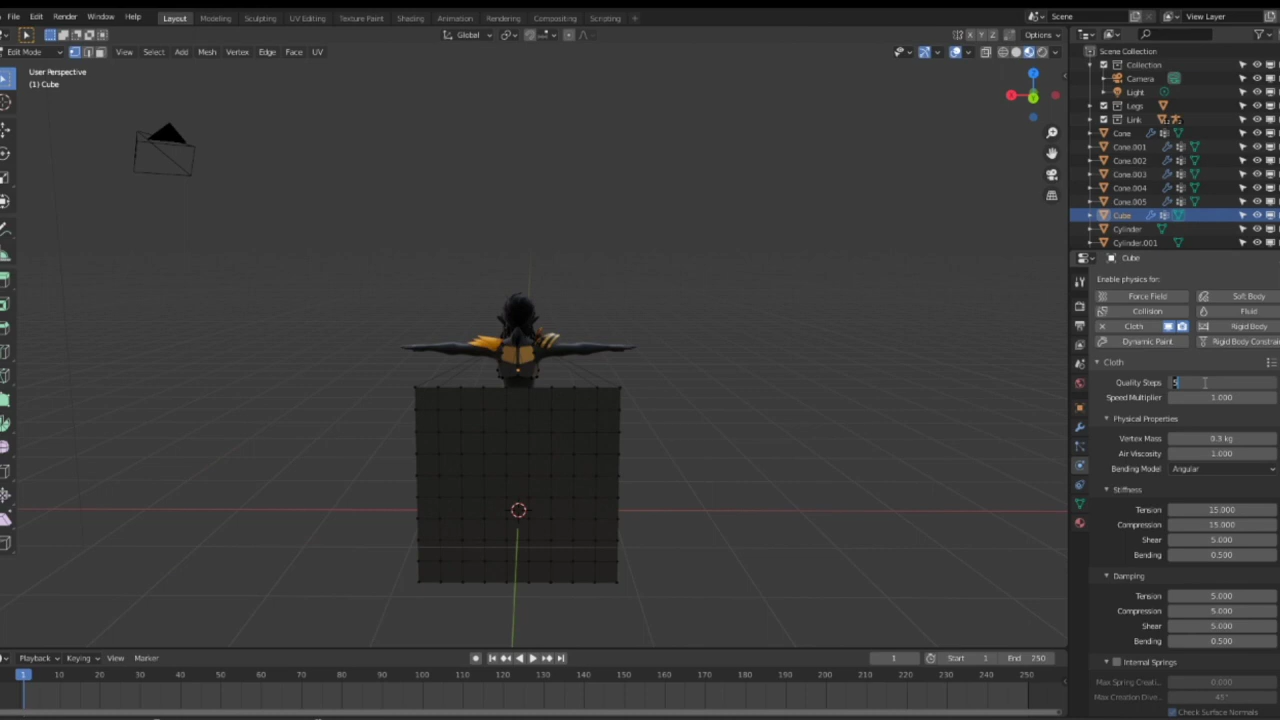 File Edit Render Window Help Layout Modeling Sculpting UV Editing Texture Paint Shading Animation Rendering Compositing Scripting + Scene View Layer
Global X Y Z Options
Edit Mode View Select Add Mesh Vertex Edge Face UV
User Perspective
(1) Cube
Z
X
Y
Scene Collection
Collection
Camera
Light
Legs
Link
Cone
Cone.001
Cone.002
Cone.003
Cone.004
Cone.005
Cube
Cylinder
Cylinder.001
Cube
Enable physics for:
Force Field Soft Body
Collision Fluid
Cloth Rigid Body
Dynamic Paint Rigid Body Constrai
Cloth
Quality Steps 5
Speed Multiplier 1.000
Physical Properties
Vertex Mass 0.3 kg
Air Viscosity 1.000
Bending Model Angular
Stiffness
Tension 15.000
Compression 15.000
Shear 5.000
Bending 0.500
Damping
Tension 5.000
Compression 5.000
Shear 5.000
Bending 0.500
Internal Springs
Max Spring Creati... 0.000
Max Creation Dive... 45°
Check Surface Normals
Playback Keying View Marker 1 Start 1 End 250
1 10 20 30 40 50 60 70 80 90 100 110 120 130 140 150 160 170 180 190 200 210 220 230 240 250